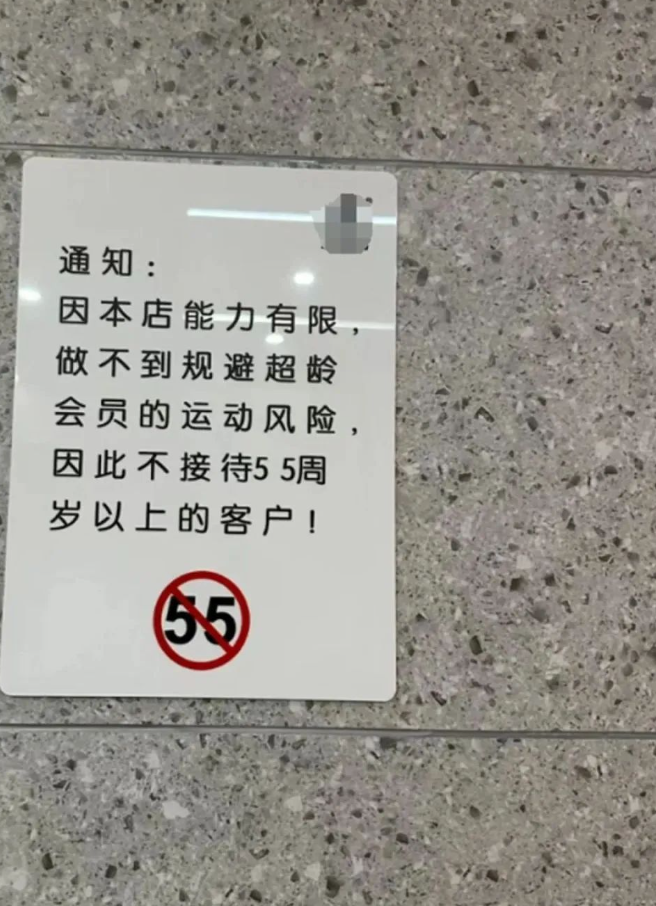 通知：
因本店能力有限，
做不到规避超龄
会员的运动风险，
因此不接待55周
岁以上的客户！
55